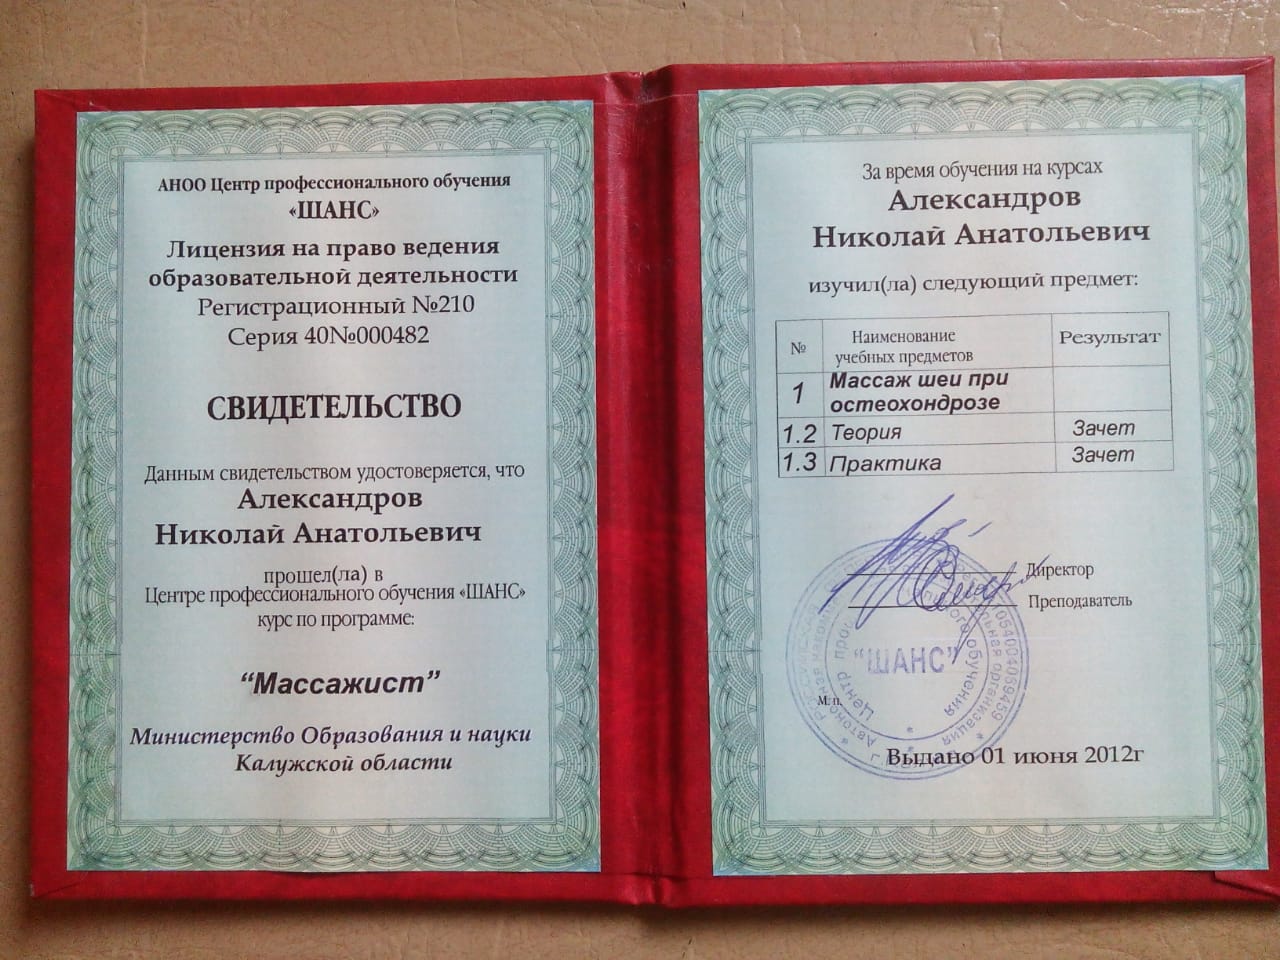 АНОО Центр профессионального обучения
«ШАНС»
Лицензия на право ведения
образовательной деятельности
Регистрационный №210
Серия 40№000482
СВИДЕТЕЛЬСТВО
Данным свидетельством удостоверяется, что
Александров
Николай Анатольевич
прошел(ла) в
Центре профессионального обучения «ШАНС»
курс по программе:
“Массажист”
Министерство Образования и науки
Калужской области
За время обучения на курсах
Александров
Николай Анатольевич
изучил(ла) следующий предмет:
№ Наименование учебных предметов Результат
1 Массаж шеи при остеохондрозе
1.2 Теория Зачет
1.3 Практика Зачет
Директор
Преподаватель
“ШАНС”
Центр обучения
организация
М.п.
Выдано 01 июня 2012г